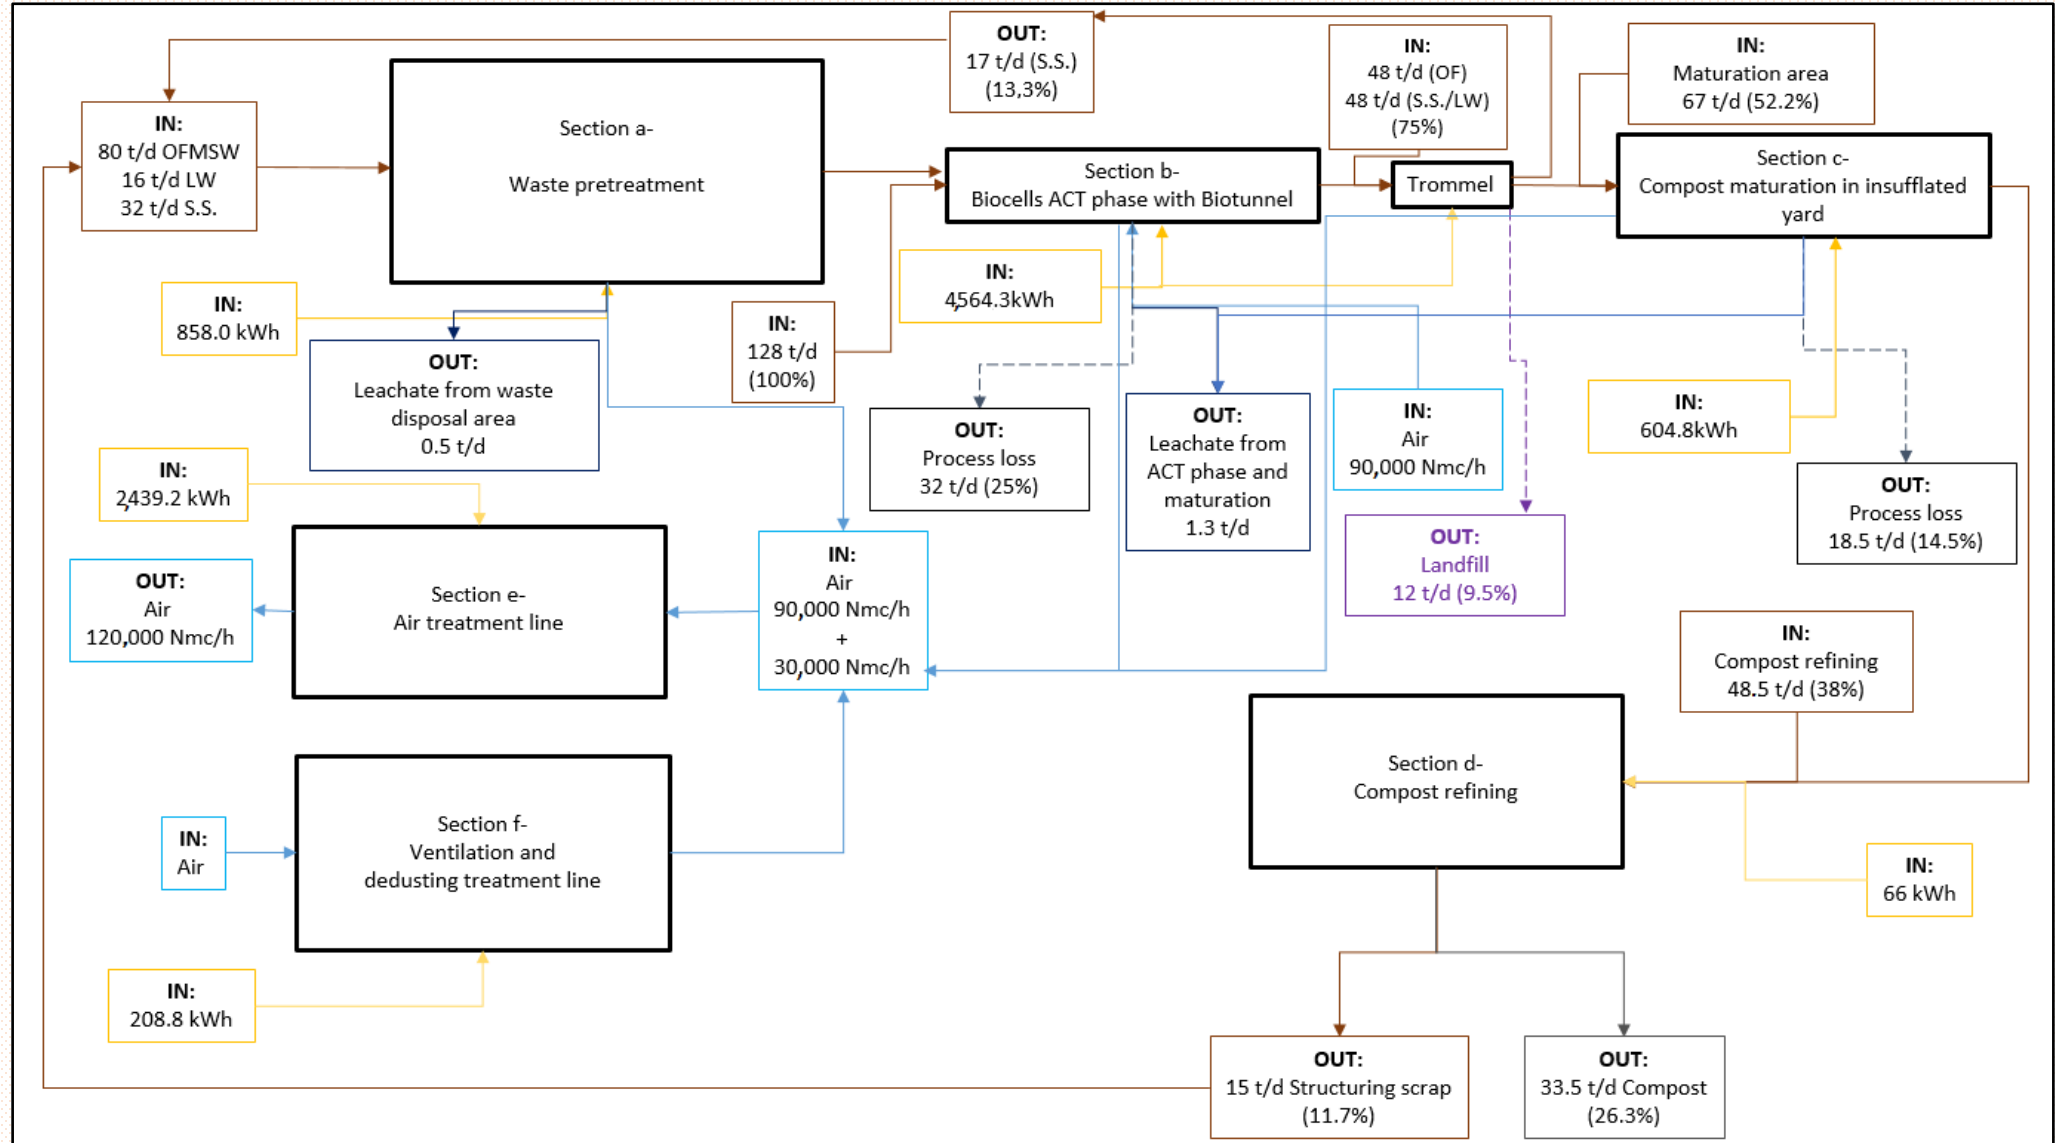 OUT:
17 t/d (S.S.)
(13,3%)
IN:
48 t/d (OF)
48 t/d (S.S./LW)
(75%)
IN:
Maturation area
67 t/d (52.2%)
IN:
80 t/d OFMSW
16 t/d LW
32 t/d S.S.
Section a-
Waste pretreatment
Section b-
Biocells ACT phase with Biotunnel
Trommel
Section c-
Compost maturation in insufflated
yard
IN:
858.0 kWh
OUT:
Leachate from waste
disposal area
0.5 t/d
IN:
128 t/d
(100%)
IN:
4,564.3kWh
OUT:
Process loss
32 t/d (25%)
OUT:
Leachate from
ACT phase and
maturation
1.3 t/d
IN:
Air
90,000 Nmc/h
IN:
604.8kWh
OUT:
Process loss
18.5 t/d (14.5%)
OUT:
Landfill
12 t/d (9.5%)
IN:
2,439.2 kWh
OUT:
Air
120,000 Nmc/h
Section e-
Air treatment line
IN:
Air
90,000 Nmc/h
+
30,000 Nmc/h
IN:
Compost refining
48.5 t/d (38%)
Section d-
Compost refining
IN:
66 kWh
IN:
Air
Section f-
Ventilation and
dedusting treatment line
IN:
208.8 kWh
OUT:
15 t/d Structuring scrap
(11.7%)
OUT:
33.5 t/d Compost
(26.3%)